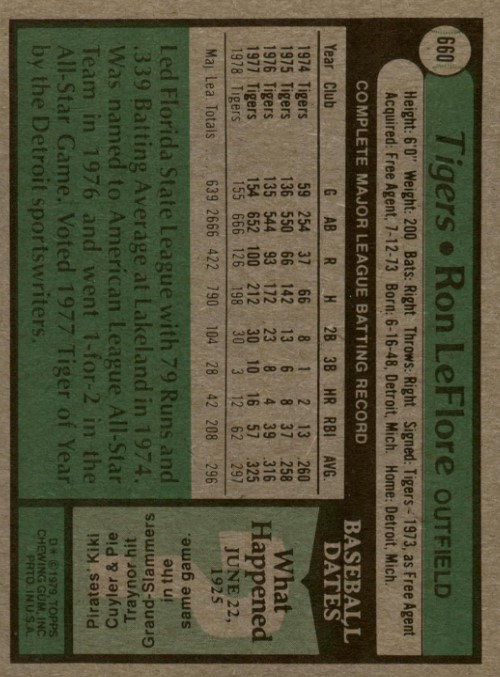 660
Tigers • Ron LeFlore OUTFIELD
Height: 6'0" Weight: 200 Bats: Right Throws: Right Signed: Tigers - 1973, as Free Agent
Acquired: Free Agent, 7-12-73 Born: 6-16-48, Detroit, Mich. Home: Detroit, Mich.
COMPLETE MAJOR LEAGUE BATTING RECORD
Year Club G AB R H 2B 3B HR RBI AVG
1974 Tigers 59 254 37 66 8 1 2 13 .260
1975 Tigers 136 550 66 142 13 6 8 37 .258
1976 Tigers 135 544 93 172 23 8 4 39 .316
1977 Tigers 154 652 100 212 30 10 16 57 .325
1978 Tigers 155 666 126 198 30 3 12 62 .297
Maj. Lea. Totals 639 2666 422 790 104 28 42 208 .296
Led Florida State League with 79 Runs and
.339 Batting Average at Lakeland in 1974.
Was named to American League All-Star
Team in 1976 and went 1-for-2 in the
All-Star Game. Voted 1977 Tiger of Year
by the Detroit sportswriters.
BASEBALL
DATES
What
Happened
JUNE 22,
1925
Pirates, Kiki
Cuyler & Pie
Traynor hit
Grand-Slammers
in the
same game.
D★ © 1979, TOPPS
CHEWING GUM, INC.
PRTD. IN U.S.A.